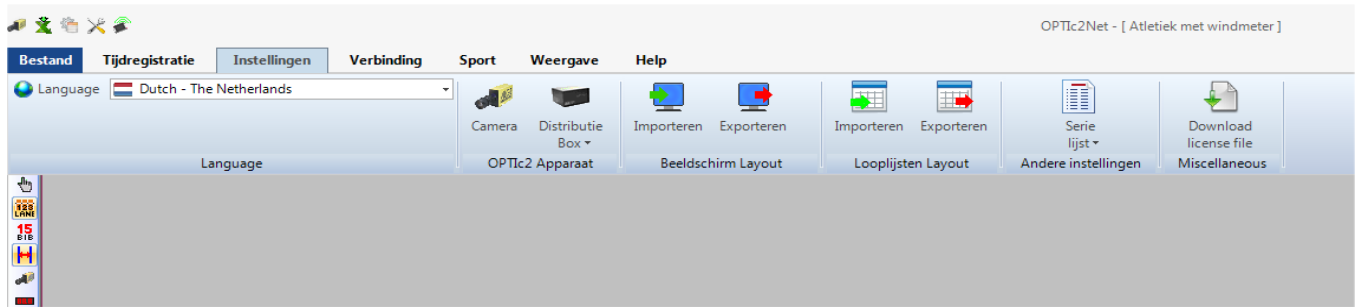 OPTIc2Net - [ Atletiek met windmeter ]
Bestand Tijdregistratie Instellingen Verbinding Sport Weergave Help
Language Dutch - The Netherlands
Camera Distributie Box Importeren Exporteren Importeren Exporteren Serie lijst Download license file
Language OPTIc2 Apparaat Beeldschirm Layout Looplijsten Layout Andere instellingen Miscellaneous
123
LANE
15
BIB